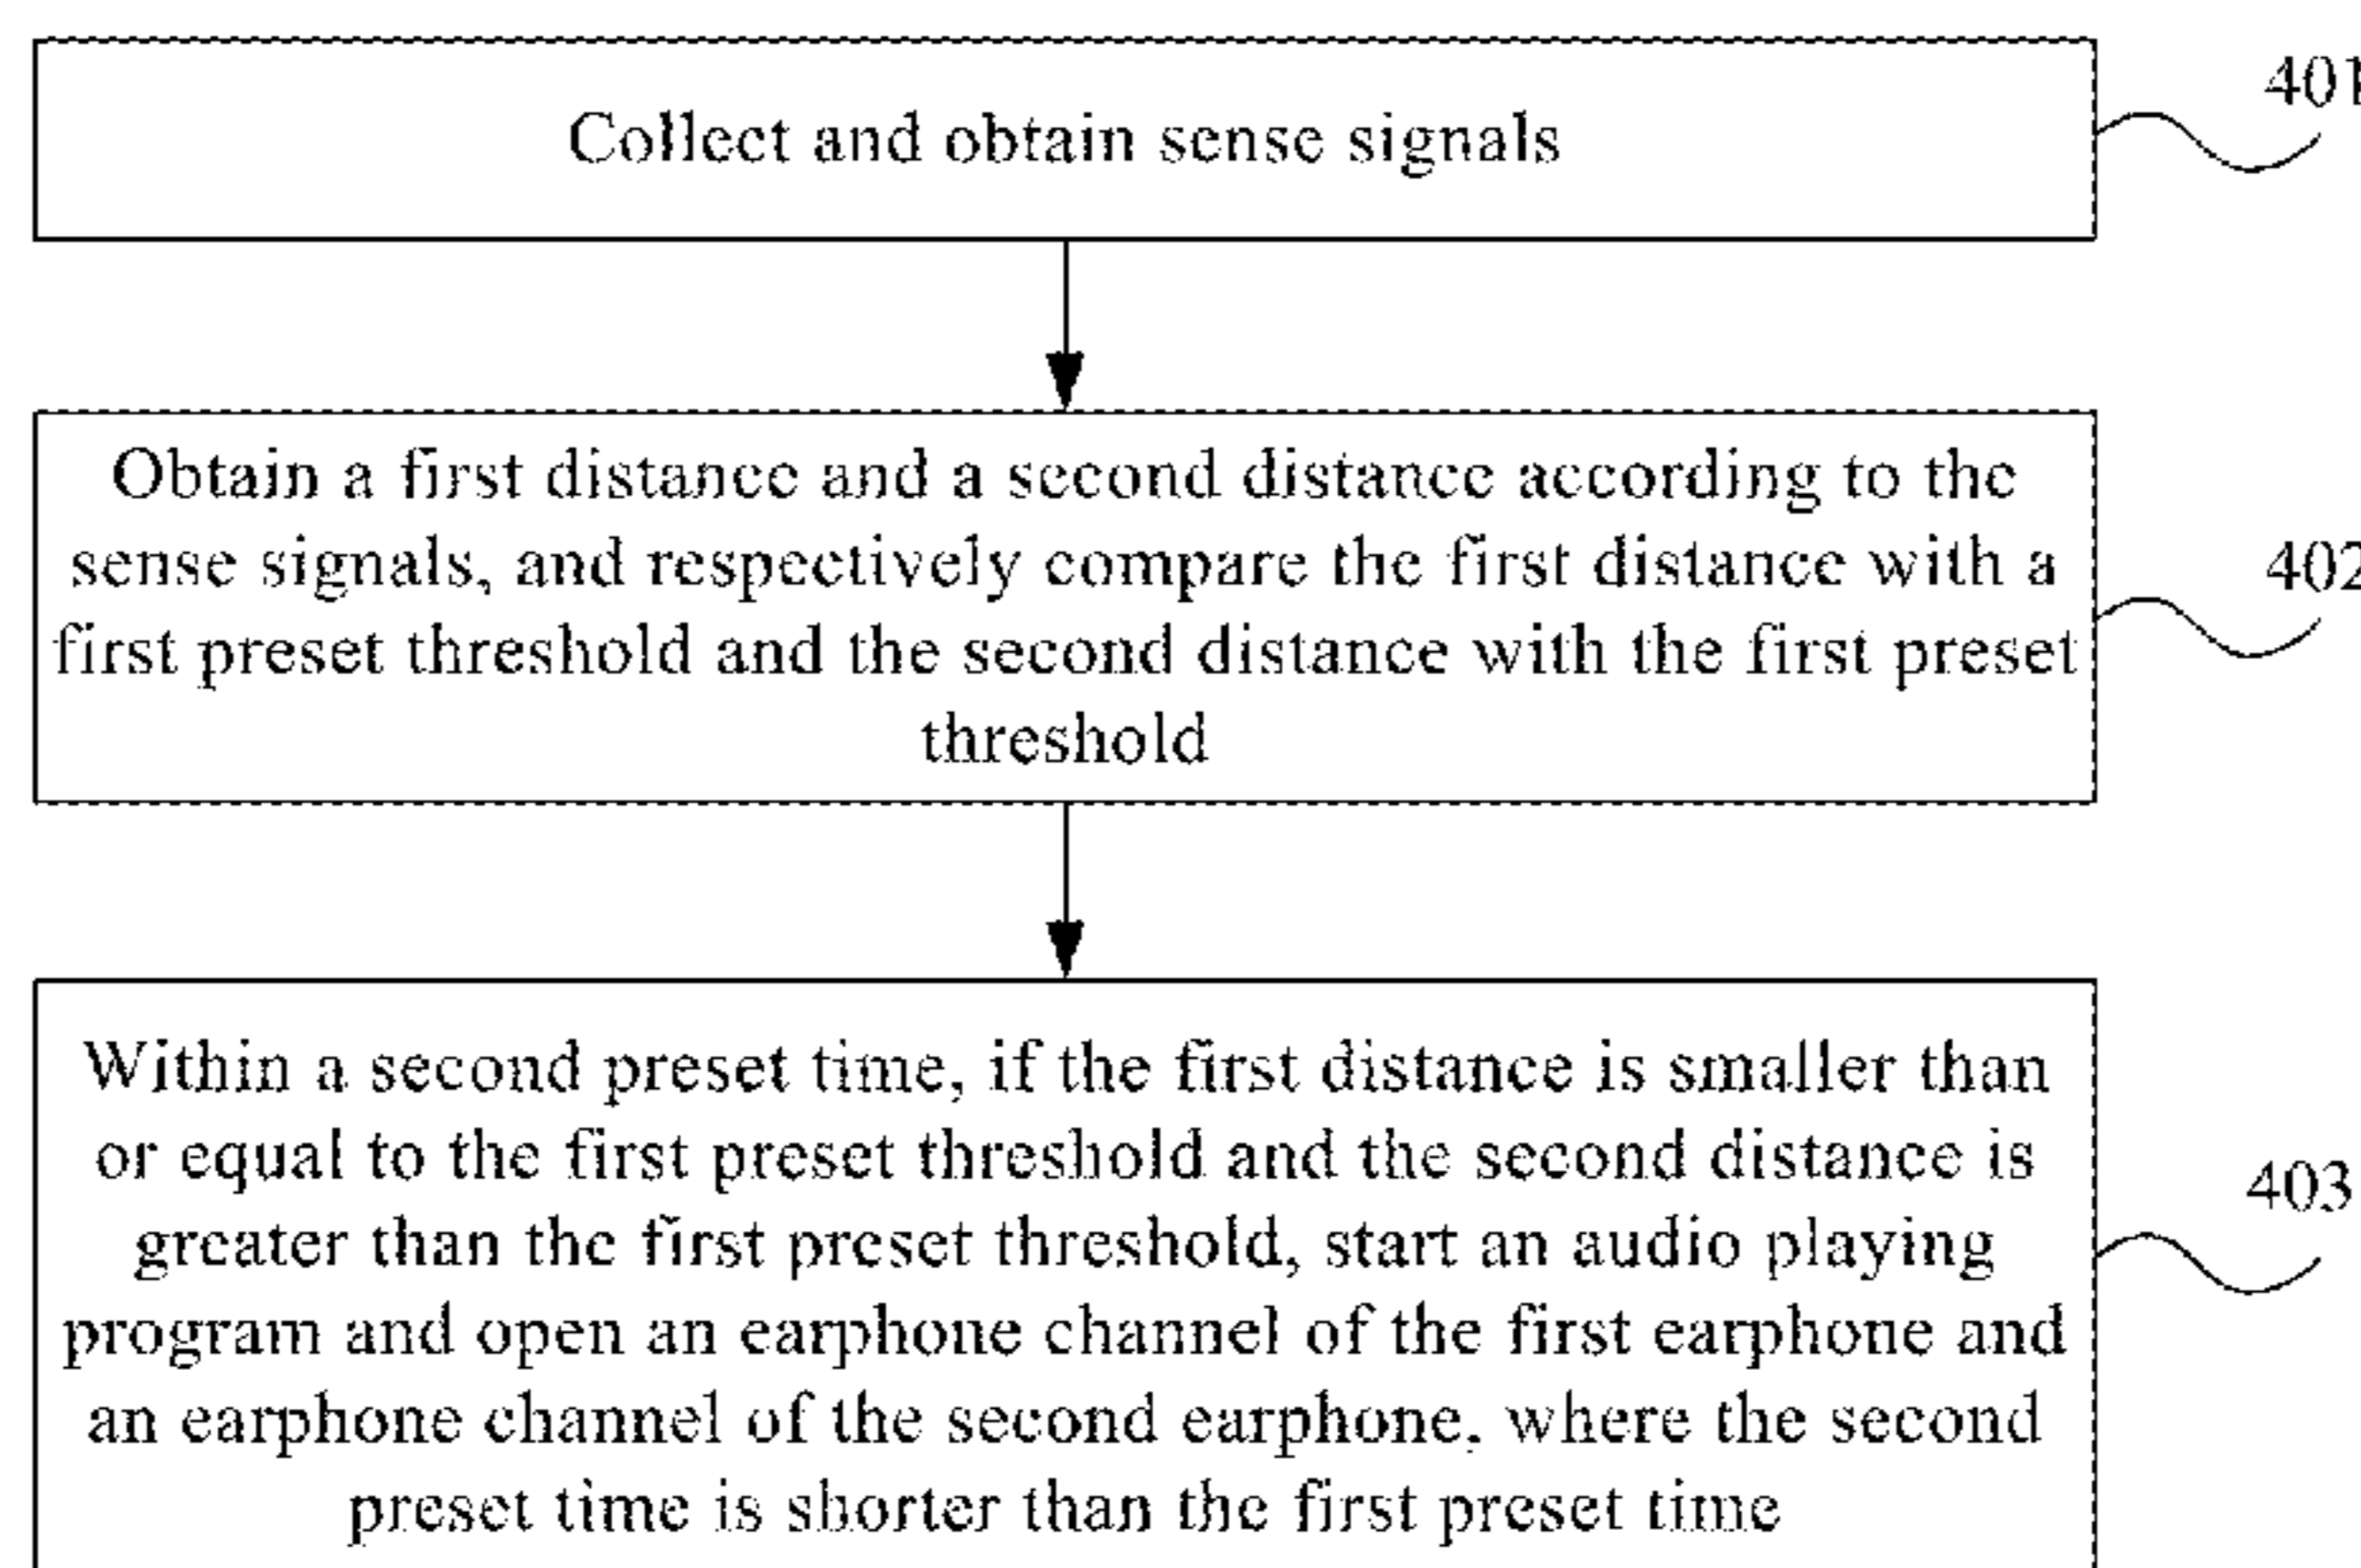 Collect and obtain sense signals
401
Obtain a first distance and a second distance according to the
sense signals, and respectively compare the first distance with a
first preset threshold and the second distance with the first preset
threshold
402
Within a second preset time, if the first distance is smaller than
or equal to the first preset threshold and the second distance is
greater than the first preset threshold, start an audio playing
program and open an earphone channel of the first earphone and
an earphone channel of the second earphone, where the second
preset time is shorter than the first preset time
403